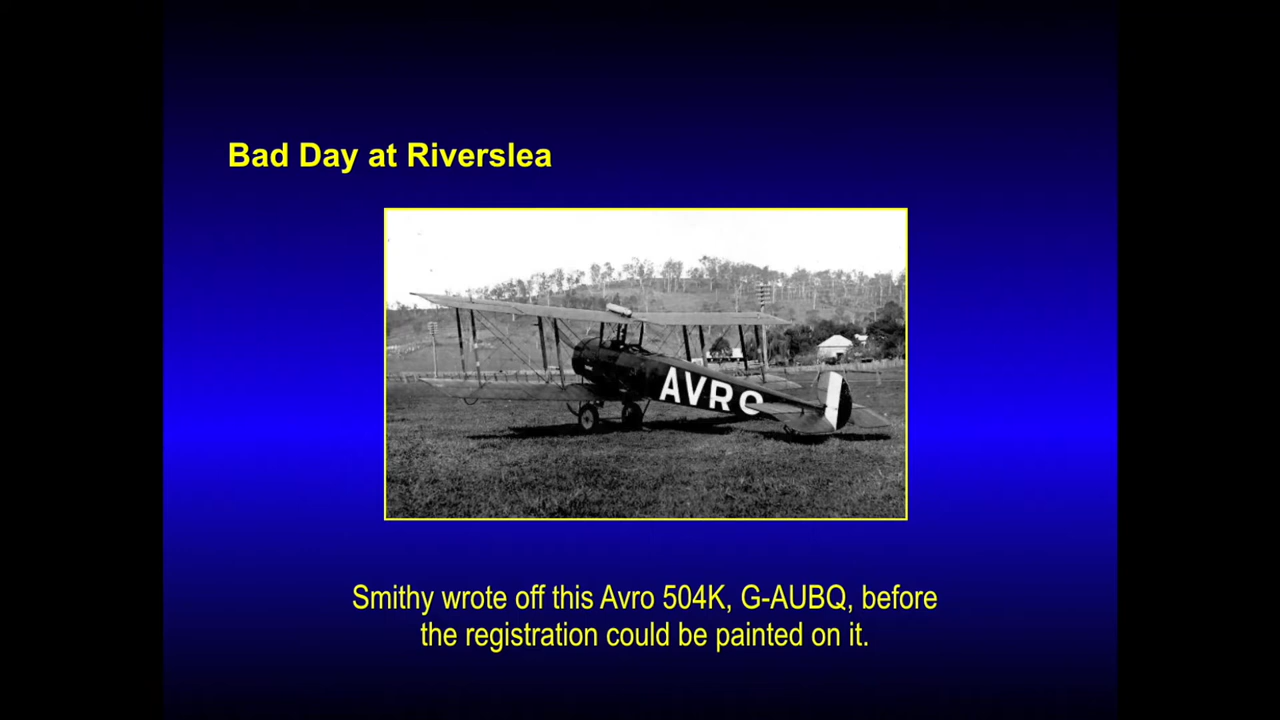 Bad Day at Riverslea
AVRO
Smithy wrote off this Avro 504K, G-AUBQ, before
the registration could be painted on it.